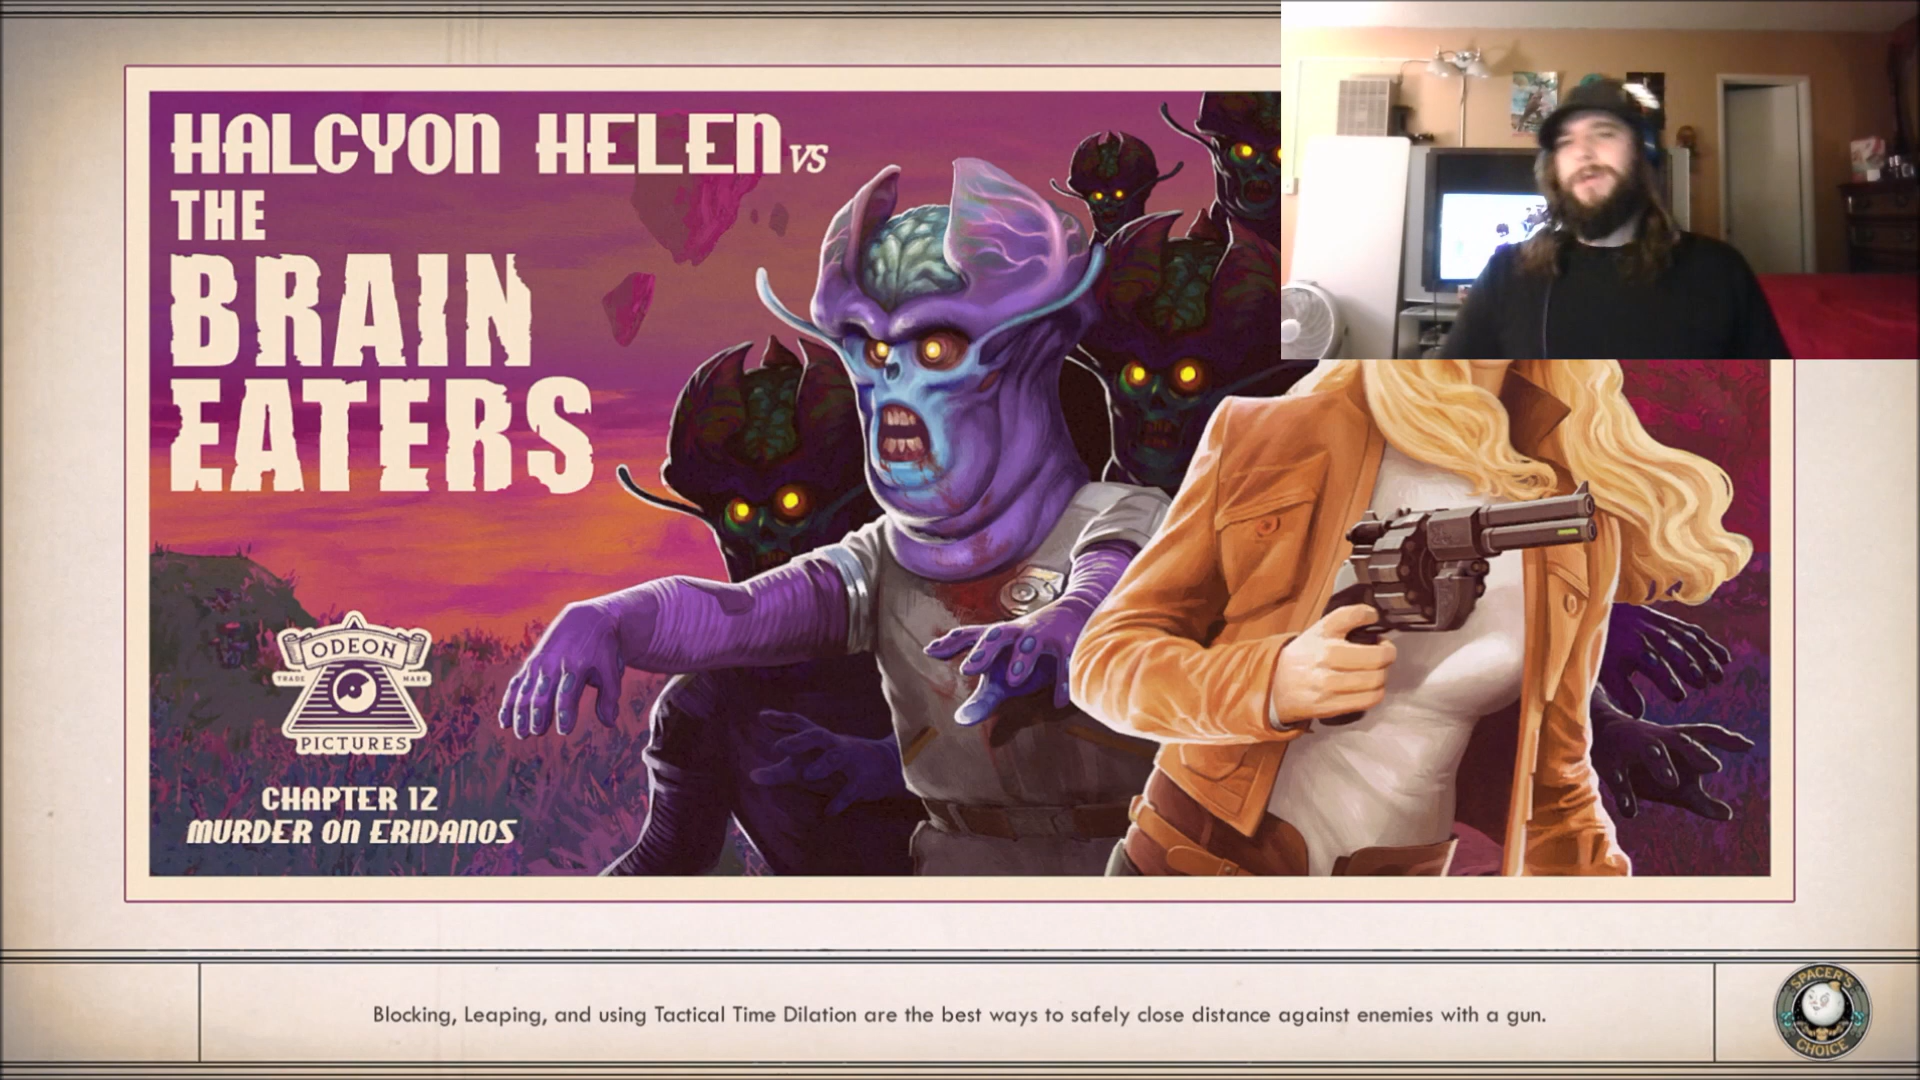 HALCYON HELEN VS
THE
BRAIN
EATERS
ODEON
TRADE MARK
PICTURES
CHAPTER 12
MURDER ON ERIDANOS
Blocking, Leaping, and using Tactical Time Dilation are the best ways to safely close distance against enemies with a gun.
SPACER'S
CHOICE